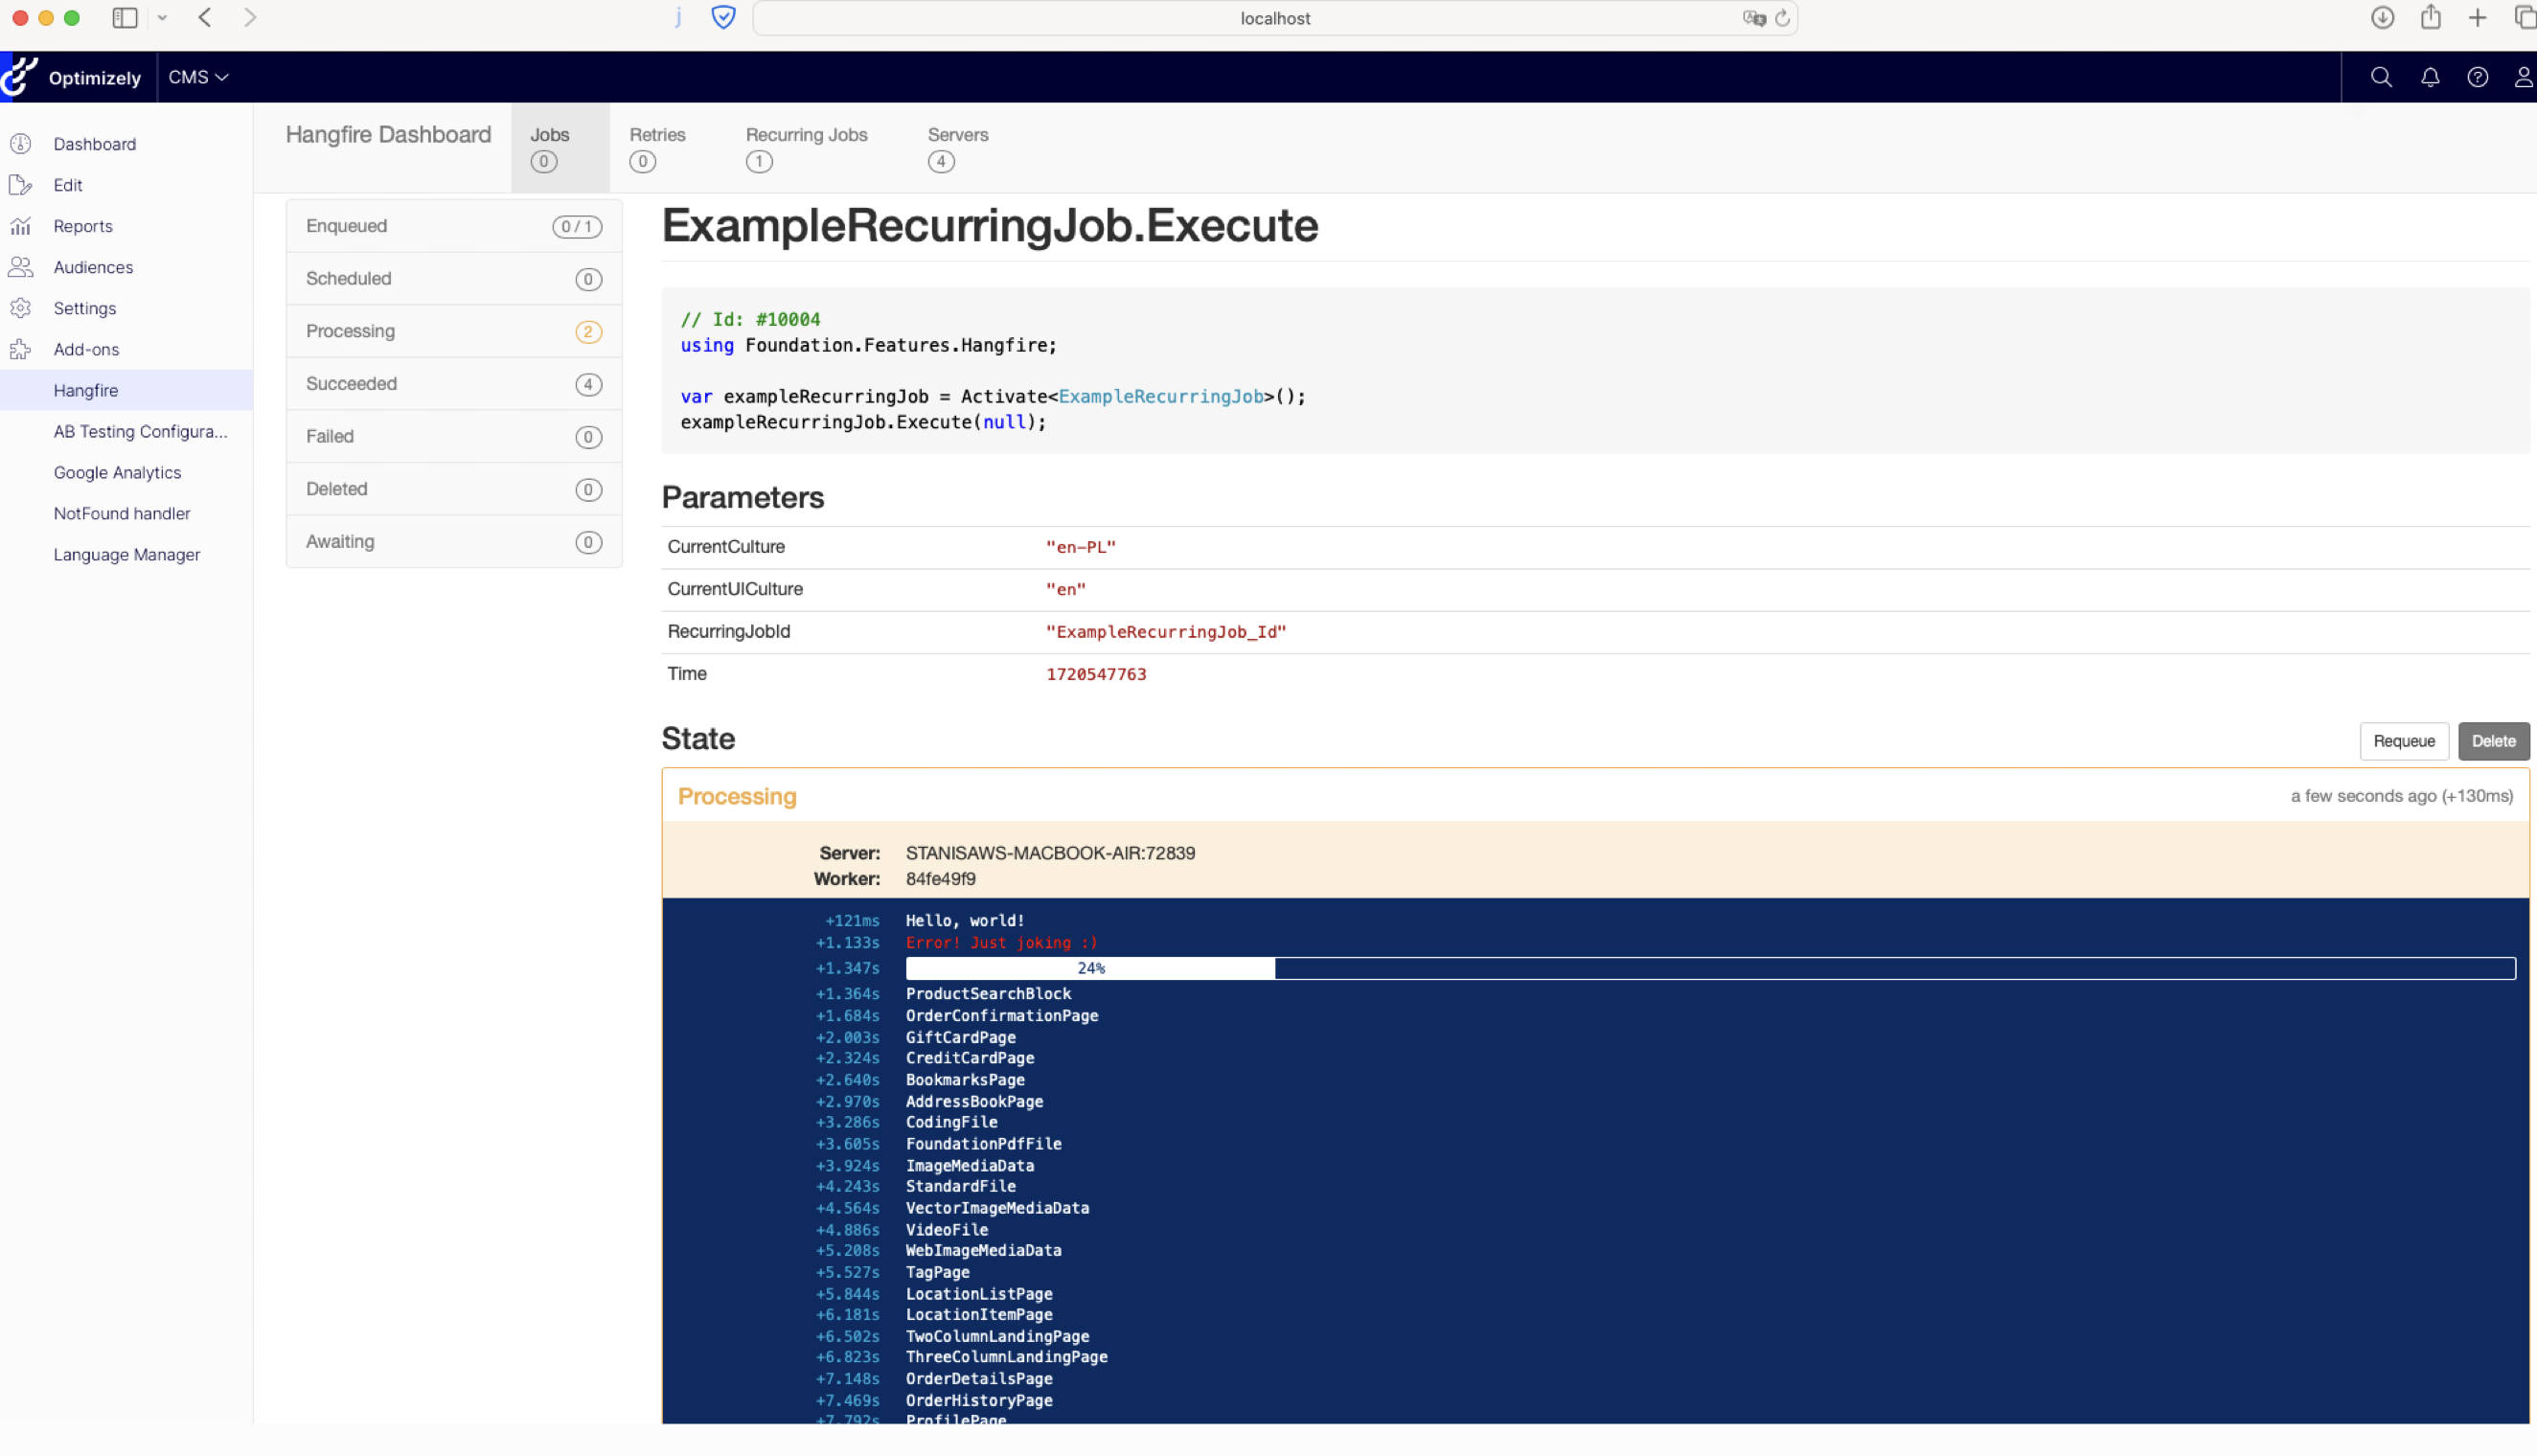 localhost
Optimizely
CMS
Dashboard
Edit
Reports
Audiences
Settings
Add-ons
Hangfire
AB Testing Configura...
Google Analytics
NotFound handler
Language Manager
Hangfire Dashboard
Jobs
0
Retries
0
Recurring Jobs
1
Servers
4
Enqueued 0 / 1
Scheduled 0
Processing 2
Succeeded 4
Failed 0
Deleted 0
Awaiting 0
ExampleRecurringJob.Execute
// Id: #10004
using Foundation.Features.Hangfire;
var exampleRecurringJob = Activate<ExampleRecurringJob>();
exampleRecurringJob.Execute(null);
Parameters
CurrentCulture "en-PL"
CurrentUICulture "en"
RecurringJobId "ExampleRecurringJob_Id"
Time 1720547763
State
Requeue Delete
Processing a few seconds ago (+130ms)
Server: STANISAWS-MACBOOK-AIR:72839
Worker: 84fe49f9
+121ms Hello, world!
+1.133s Error! Just joking :)
+1.347s 24%
+1.364s ProductSearchBlock
+1.684s OrderConfirmationPage
+2.003s GiftCardPage
+2.324s CreditCardPage
+2.640s BookmarksPage
+2.970s AddressBookPage
+3.286s CodingFile
+3.605s FoundationPdfFile
+3.924s ImageMediaData
+4.243s StandardFile
+4.564s VectorImageMediaData
+4.886s VideoFile
+5.208s WebImageMediaData
+5.527s TagPage
+5.844s LocationListPage
+6.181s LocationItemPage
+6.502s TwoColumnLandingPage
+6.823s ThreeColumnLandingPage
+7.148s OrderDetailsPage
+7.469s OrderHistoryPage
+7.792s ProfilePage